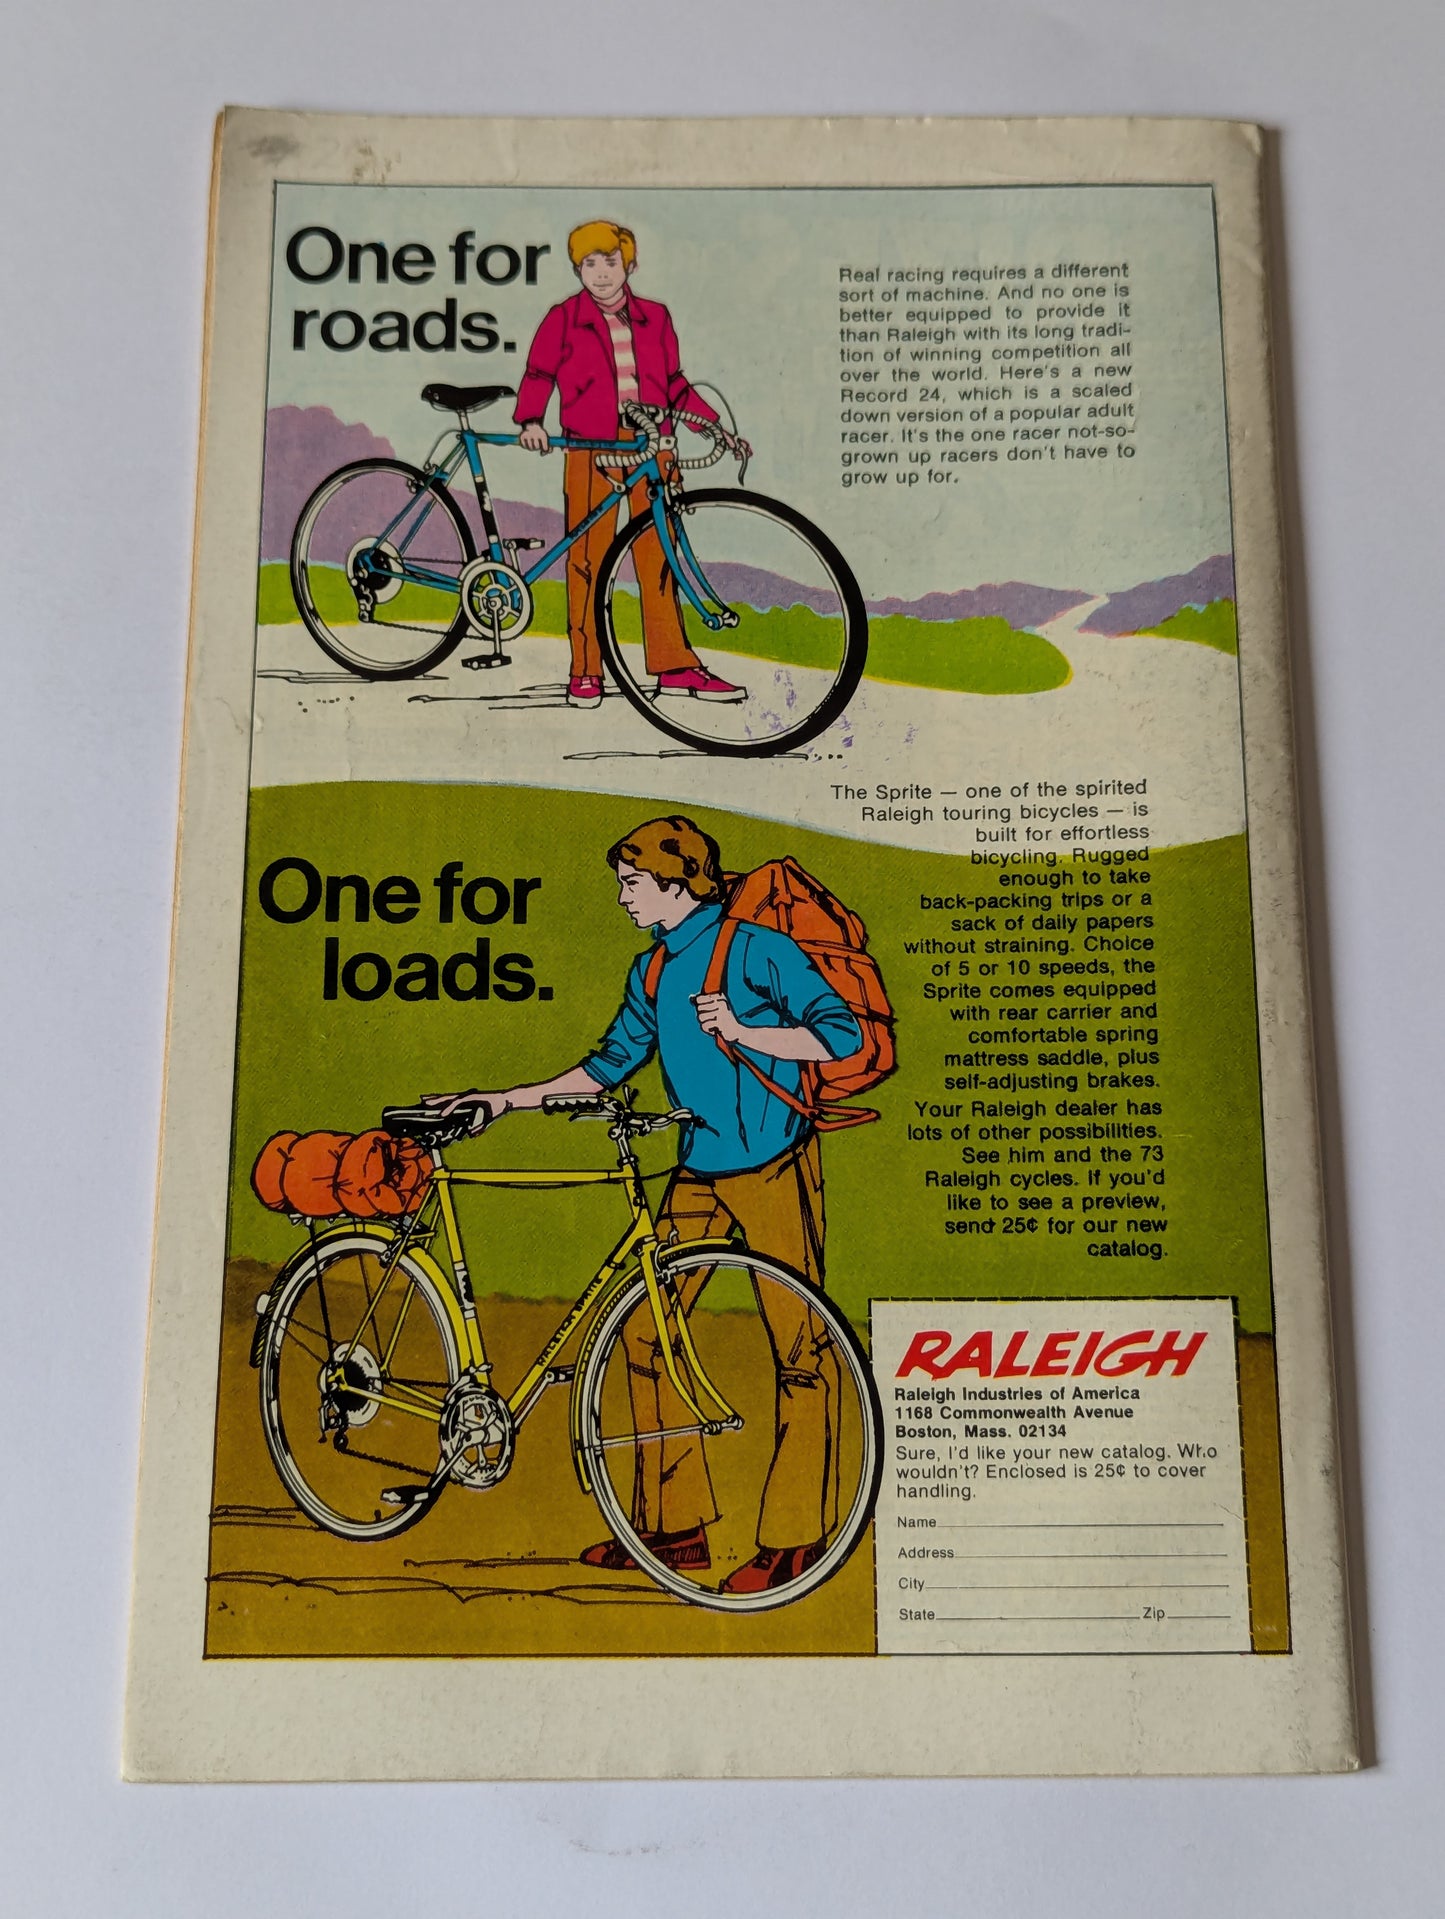 One for
roads.
Real racing requires a different
sort of machine. And no one is
better equipped to provide it
than Raleigh with its long tradi-
tion of winning competition all
over the world. Here's a new
Record 24, which is a scaled
down version of a popular adult
racer. It's the one racer not-so-
grown up racers don't have to
grow up for.
The Sprite — one of the spirited
Raleigh touring bicycles — is
built for effortless
bicycling. Rugged
enough to take
back-packing trips or a
sack of daily papers
without straining. Choice
of 5 or 10 speeds, the
Sprite comes equipped
with rear carrier and
comfortable spring
mattress saddle, plus
self-adjusting brakes.
Your Raleigh dealer has
lots of other possibilities.
See him and the 73
Raleigh cycles. If you'd
like to see a preview,
send 25¢ for our new
catalog.
One for
loads.
RALEIGH SPRITE
RALEIGH
Raleigh Industries of America
1168 Commonwealth Avenue
Boston, Mass. 02134
Sure, I'd like your new catalog. Who
wouldn't? Enclosed is 25¢ to cover
handling.
Name
Address
City
State Zip